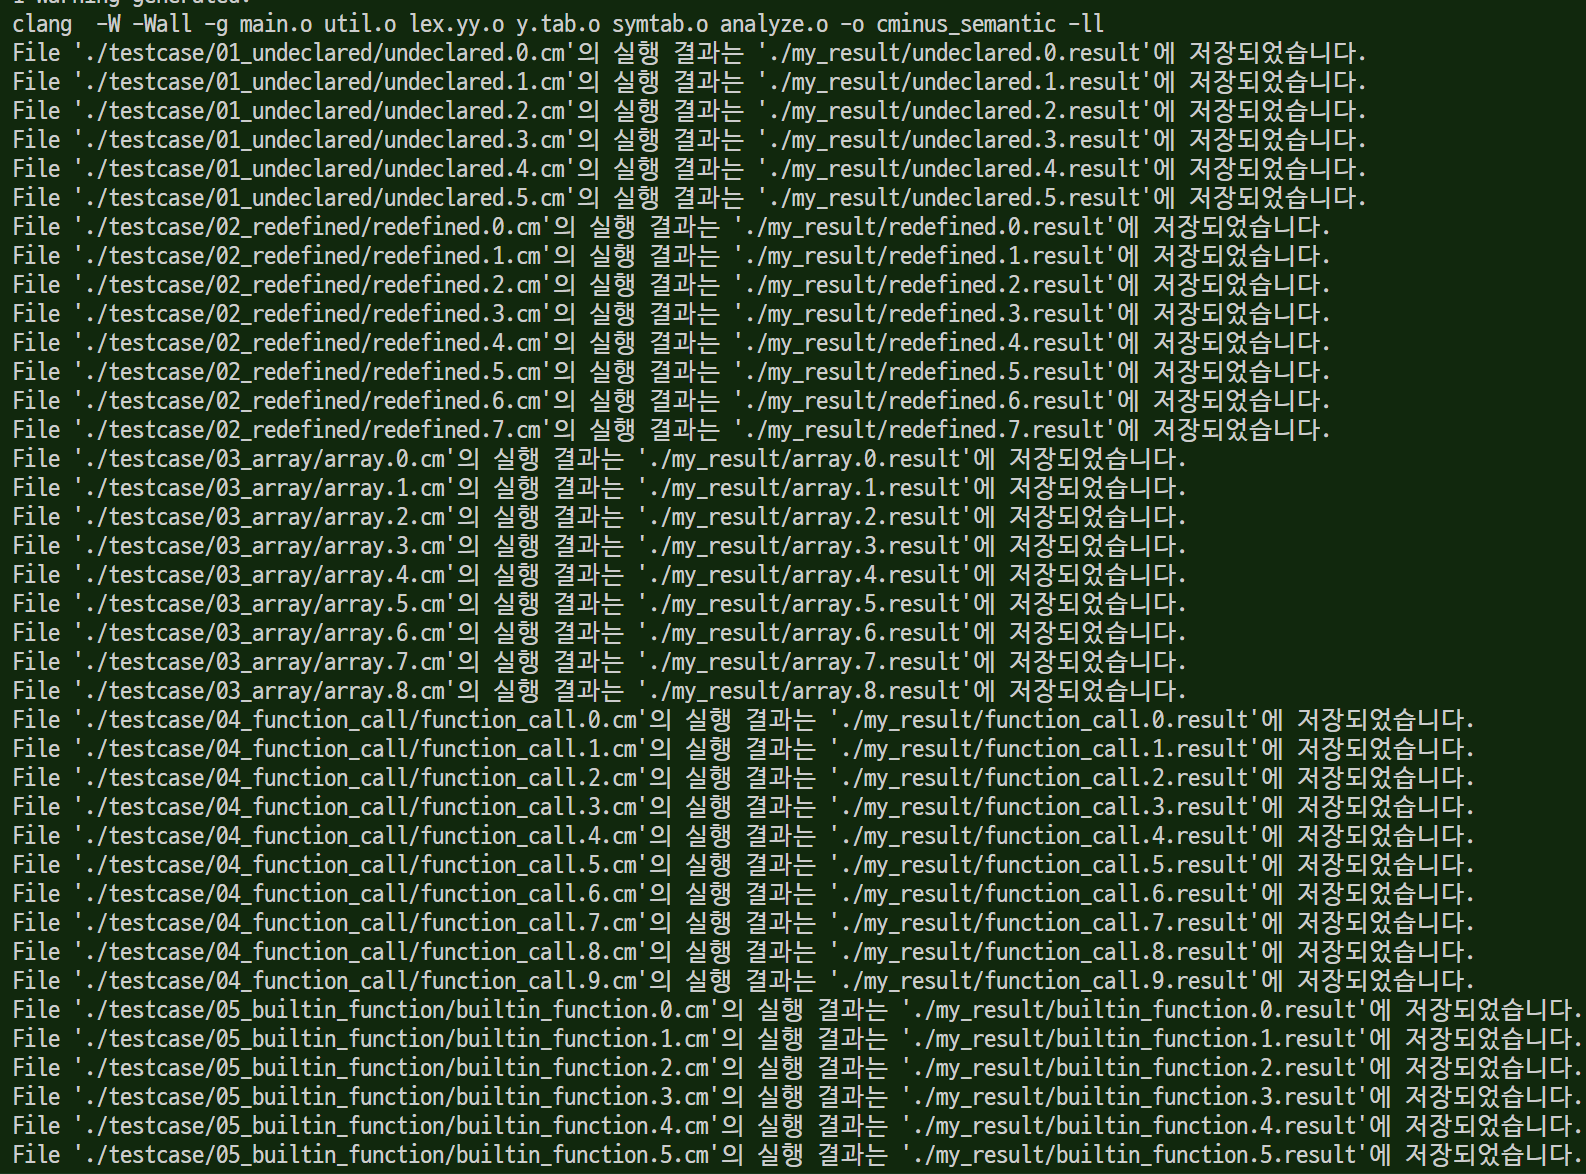 1 warning generated.
clang  -W -Wall -g main.o util.o lex.yy.o y.tab.o symtab.o analyze.o -o cminus_semantic -ll
File './testcase/01_undeclared/undeclared.0.cm'의 실행 결과는 './my_result/undeclared.0.result'에 저장되었습니다.
File './testcase/01_undeclared/undeclared.1.cm'의 실행 결과는 './my_result/undeclared.1.result'에 저장되었습니다.
File './testcase/01_undeclared/undeclared.2.cm'의 실행 결과는 './my_result/undeclared.2.result'에 저장되었습니다.
File './testcase/01_undeclared/undeclared.3.cm'의 실행 결과는 './my_result/undeclared.3.result'에 저장되었습니다.
File './testcase/01_undeclared/undeclared.4.cm'의 실행 결과는 './my_result/undeclared.4.result'에 저장되었습니다.
File './testcase/01_undeclared/undeclared.5.cm'의 실행 결과는 './my_result/undeclared.5.result'에 저장되었습니다.
File './testcase/02_redefined/redefined.0.cm'의 실행 결과는 './my_result/redefined.0.result'에 저장되었습니다.
File './testcase/02_redefined/redefined.1.cm'의 실행 결과는 './my_result/redefined.1.result'에 저장되었습니다.
File './testcase/02_redefined/redefined.2.cm'의 실행 결과는 './my_result/redefined.2.result'에 저장되었습니다.
File './testcase/02_redefined/redefined.3.cm'의 실행 결과는 './my_result/redefined.3.result'에 저장되었습니다.
File './testcase/02_redefined/redefined.4.cm'의 실행 결과는 './my_result/redefined.4.result'에 저장되었습니다.
File './testcase/02_redefined/redefined.5.cm'의 실행 결과는 './my_result/redefined.5.result'에 저장되었습니다.
File './testcase/02_redefined/redefined.6.cm'의 실행 결과는 './my_result/redefined.6.result'에 저장되었습니다.
File './testcase/02_redefined/redefined.7.cm'의 실행 결과는 './my_result/redefined.7.result'에 저장되었습니다.
File './testcase/03_array/array.0.cm'의 실행 결과는 './my_result/array.0.result'에 저장되었습니다.
File './testcase/03_array/array.1.cm'의 실행 결과는 './my_result/array.1.result'에 저장되었습니다.
File './testcase/03_array/array.2.cm'의 실행 결과는 './my_result/array.2.result'에 저장되었습니다.
File './testcase/03_array/array.3.cm'의 실행 결과는 './my_result/array.3.result'에 저장되었습니다.
File './testcase/03_array/array.4.cm'의 실행 결과는 './my_result/array.4.result'에 저장되었습니다.
File './testcase/03_array/array.5.cm'의 실행 결과는 './my_result/array.5.result'에 저장되었습니다.
File './testcase/03_array/array.6.cm'의 실행 결과는 './my_result/array.6.result'에 저장되었습니다.
File './testcase/03_array/array.7.cm'의 실행 결과는 './my_result/array.7.result'에 저장되었습니다.
File './testcase/03_array/array.8.cm'의 실행 결과는 './my_result/array.8.result'에 저장되었습니다.
File './testcase/04_function_call/function_call.0.cm'의 실행 결과는 './my_result/function_call.0.result'에 저장되었습니다.
File './testcase/04_function_call/function_call.1.cm'의 실행 결과는 './my_result/function_call.1.result'에 저장되었습니다.
File './testcase/04_function_call/function_call.2.cm'의 실행 결과는 './my_result/function_call.2.result'에 저장되었습니다.
File './testcase/04_function_call/function_call.3.cm'의 실행 결과는 './my_result/function_call.3.result'에 저장되었습니다.
File './testcase/04_function_call/function_call.4.cm'의 실행 결과는 './my_result/function_call.4.result'에 저장되었습니다.
File './testcase/04_function_call/function_call.5.cm'의 실행 결과는 './my_result/function_call.5.result'에 저장되었습니다.
File './testcase/04_function_call/function_call.6.cm'의 실행 결과는 './my_result/function_call.6.result'에 저장되었습니다.
File './testcase/04_function_call/function_call.7.cm'의 실행 결과는 './my_result/function_call.7.result'에 저장되었습니다.
File './testcase/04_function_call/function_call.8.cm'의 실행 결과는 './my_result/function_call.8.result'에 저장되었습니다.
File './testcase/04_function_call/function_call.9.cm'의 실행 결과는 './my_result/function_call.9.result'에 저장되었습니다.
File './testcase/05_builtin_function/builtin_function.0.cm'의 실행 결과는 './my_result/builtin_function.0.result'에 저장되었습니다.
File './testcase/05_builtin_function/builtin_function.1.cm'의 실행 결과는 './my_result/builtin_function.1.result'에 저장되었습니다.
File './testcase/05_builtin_function/builtin_function.2.cm'의 실행 결과는 './my_result/builtin_function.2.result'에 저장되었습니다.
File './testcase/05_builtin_function/builtin_function.3.cm'의 실행 결과는 './my_result/builtin_function.3.result'에 저장되었습니다.
File './testcase/05_builtin_function/builtin_function.4.cm'의 실행 결과는 './my_result/builtin_function.4.result'에 저장되었습니다.
File './testcase/05_builtin_function/builtin_function.5.cm'의 실행 결과는 './my_result/builtin_function.5.result'에 저장되었습니다.